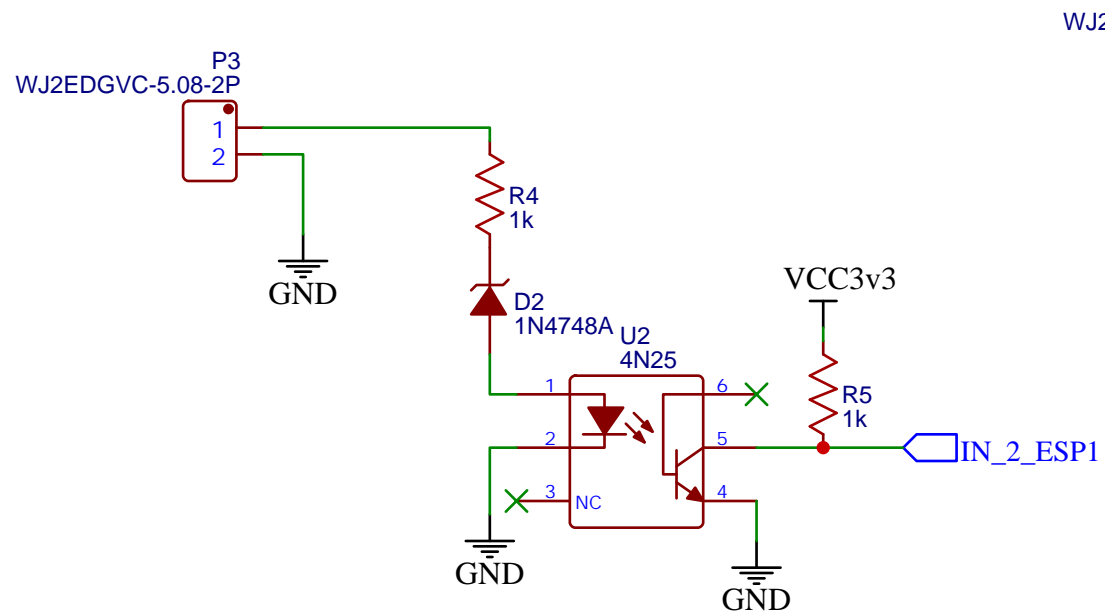 WJ2
P3
WJ2EDGVC-5.08-2P
1
2
GND
R4
1k
D2
1N4748A
U2
4N25
1
2
3
NC
6
5
4
GND
GND
VCC3v3
R5
1k
IN_2_ESP1